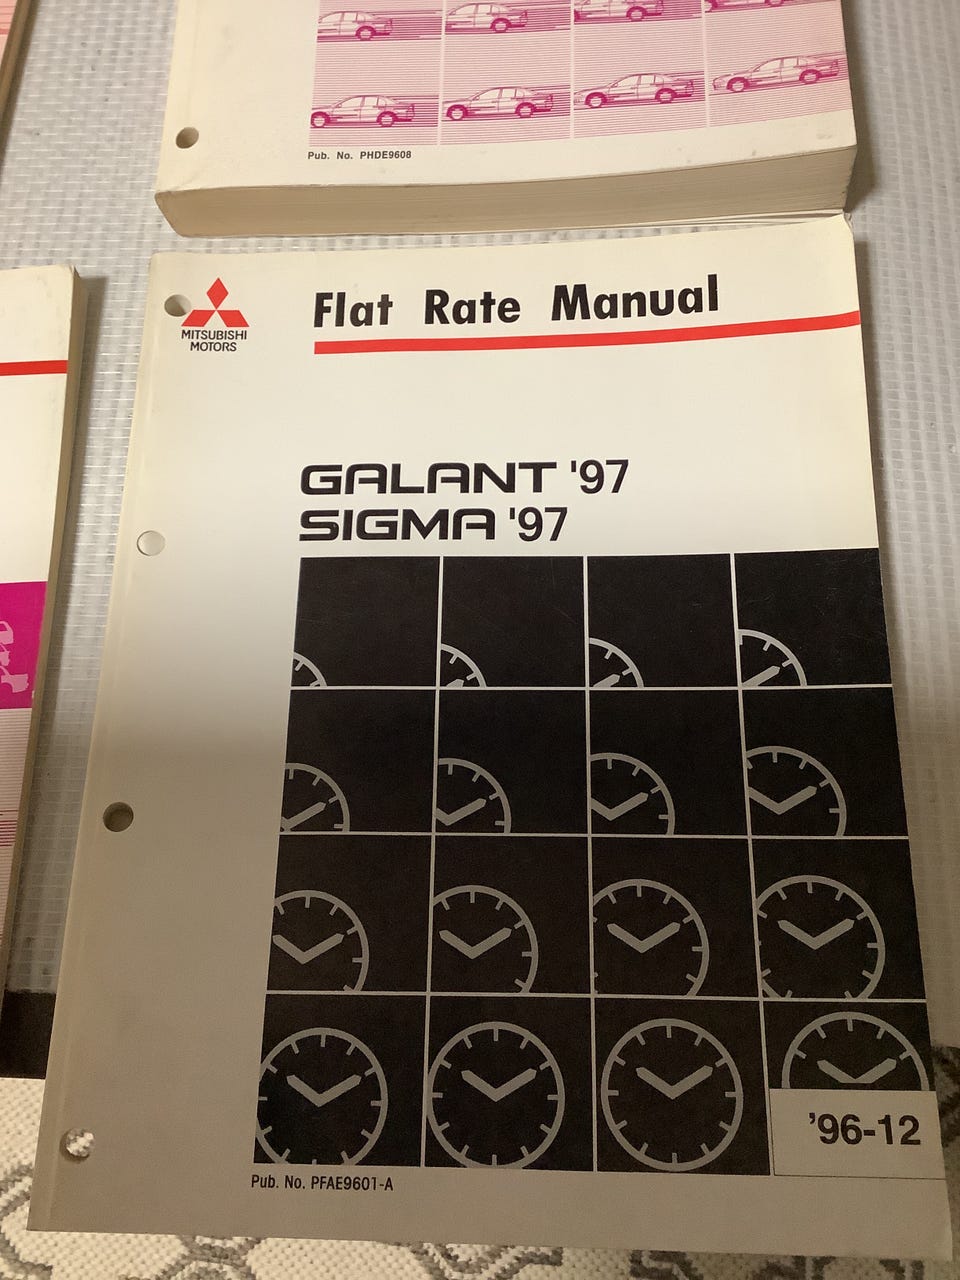 Pub. No. PHDE9608
MITSUBISHI
MOTORS
Flat Rate Manual
GALANT '97
SIGMA '97
'96-12
Pub. No. PFAE9601-A